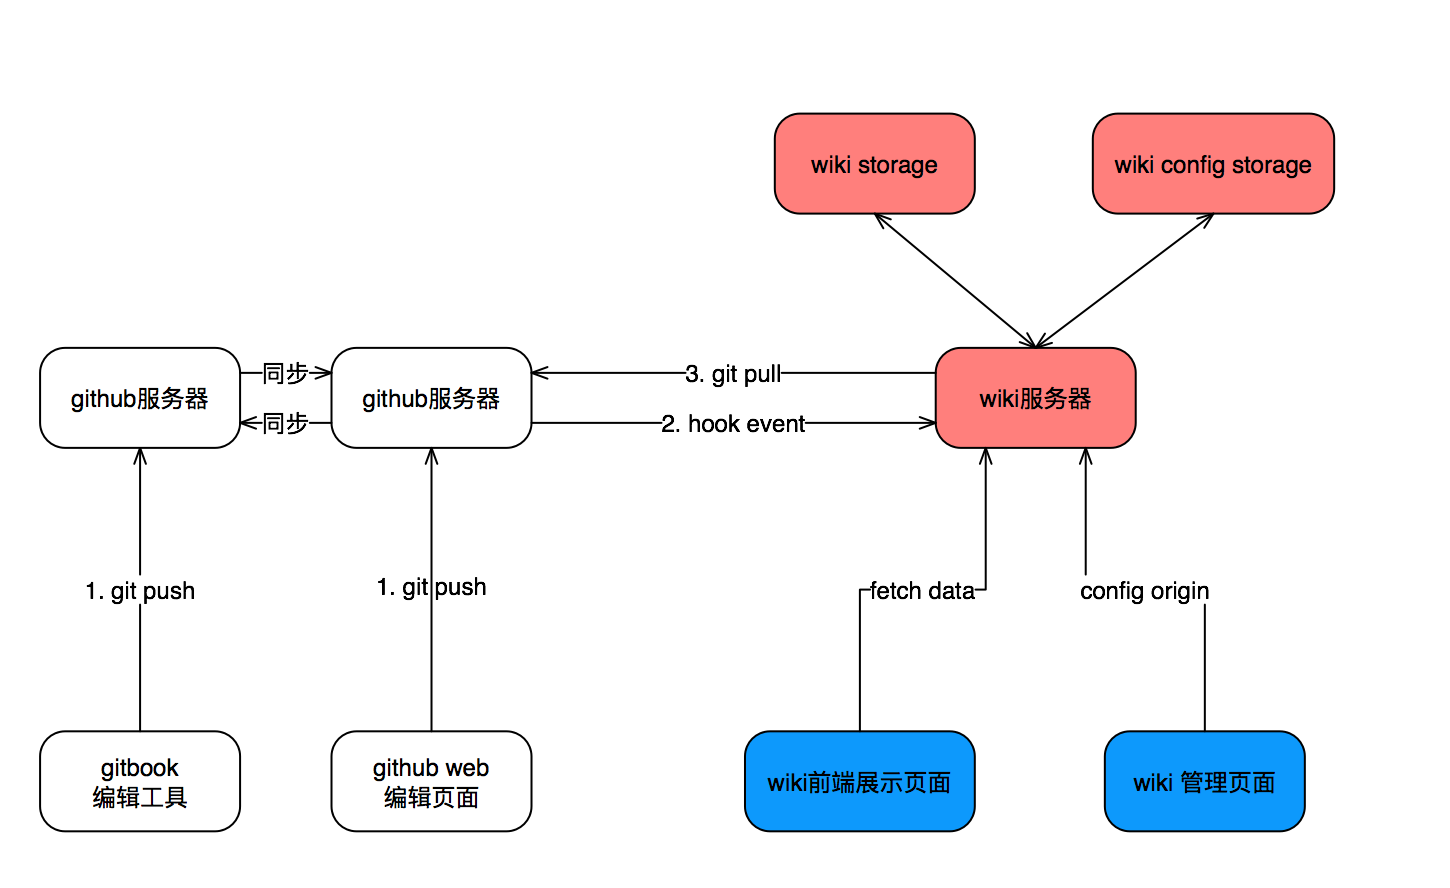 wiki storage
wiki config storage
github服务器
同步
同步
github服务器
3. git pull
2. hook event
wiki服务器
1. git push
1. git push
fetch data
config origin
gitbook
编辑工具
github web
编辑页面
wiki前端展示页面
wiki 管理页面